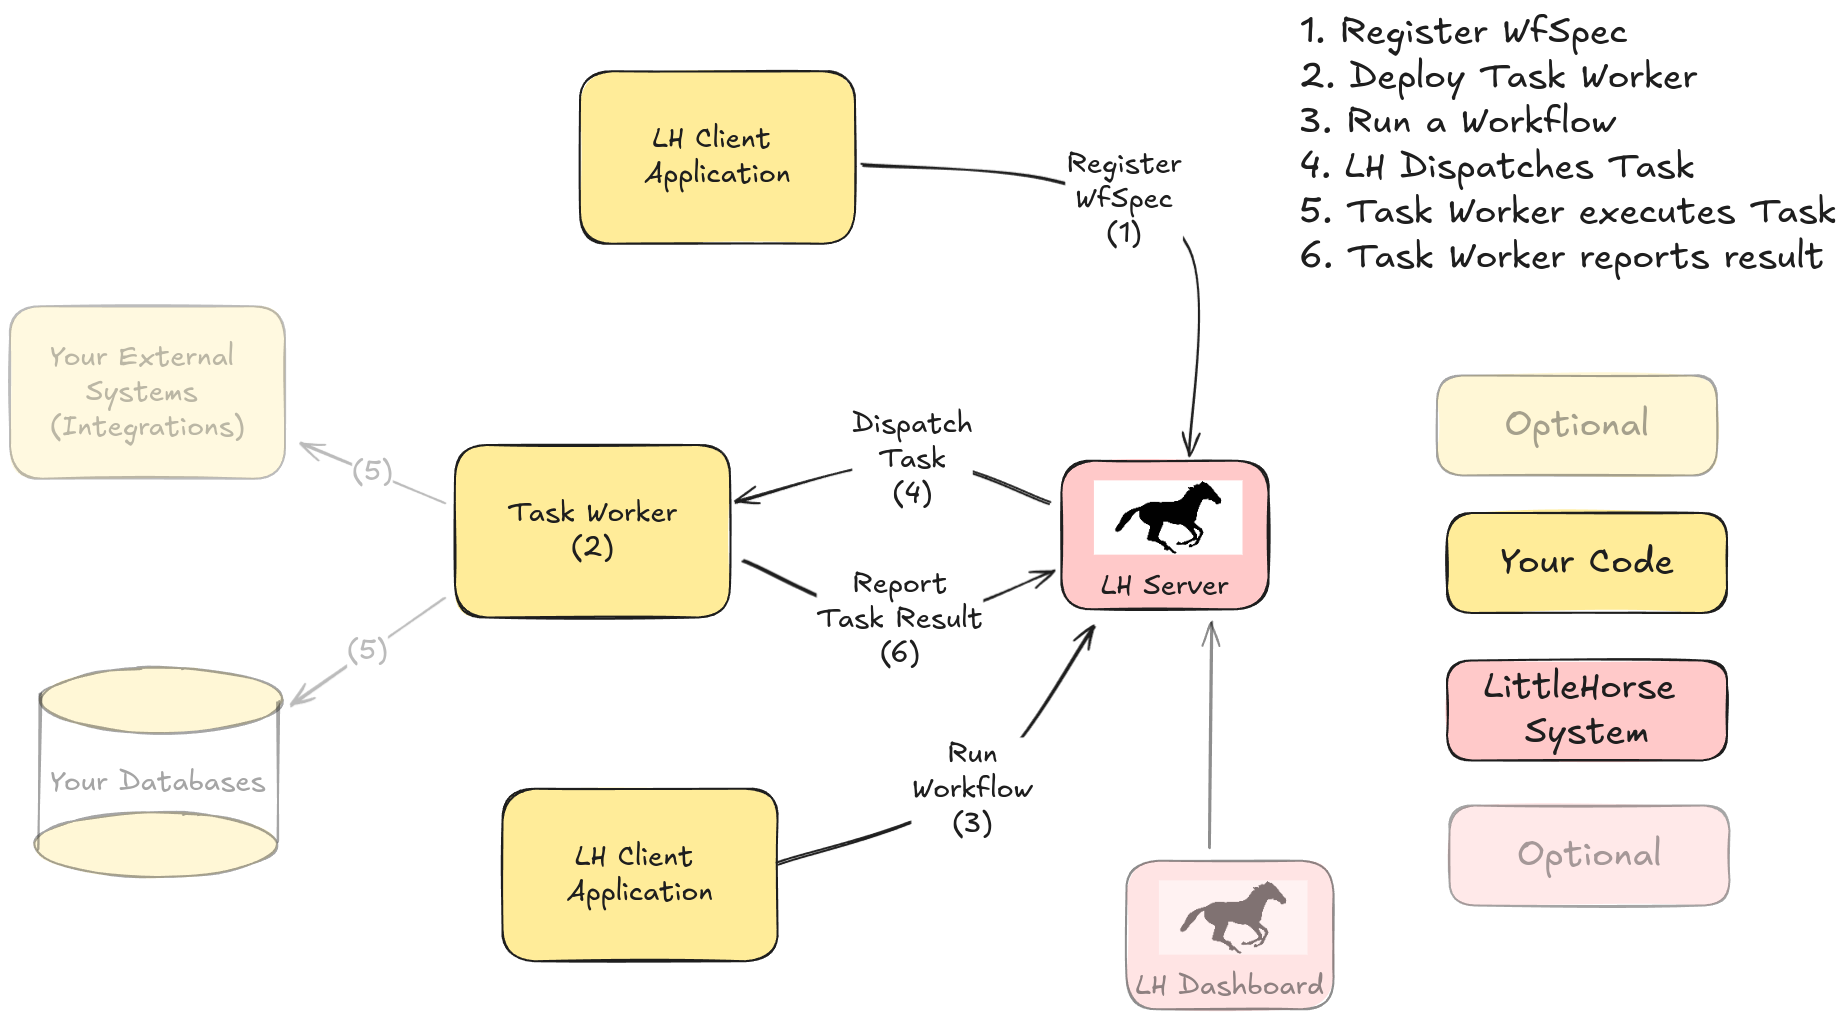 1. Register WfSpec
2. Deploy Task Worker
3. Run a Workflow
4. LH Dispatches Task
5. Task Worker executes Task
6. Task Worker reports result
LH Client
Application
Register
WfSpec
(1)
Your External
Systems
(Integrations)
(5)
Task Worker
(2)
Dispatch
Task
(4)
Report
Task Result
(6)
LH Server
(5)
Your Databases
Run
Workflow
(3)
LH Client
Application
LH Dashboard
Optional
Your Code
LittleHorse
System
Optional